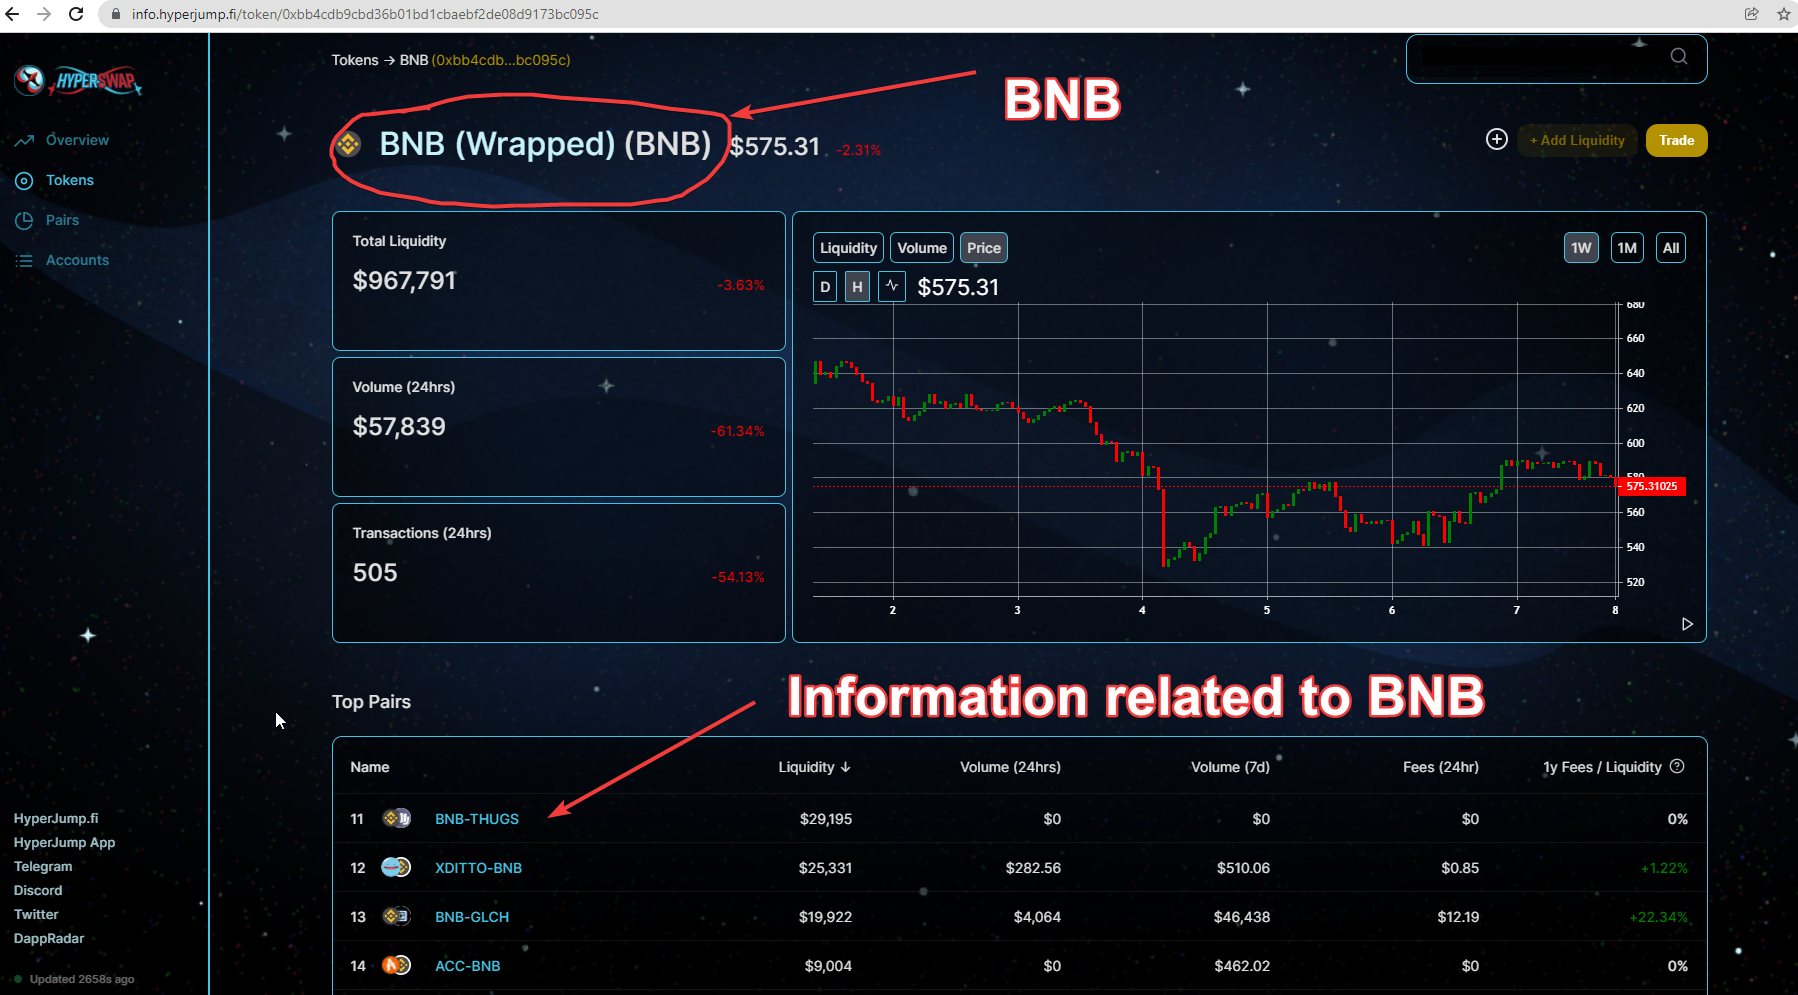 info.hyperjump.fi/token/0xbb4cdb9cbd36b01bd1cbaebf2de08d9173bc095c
HYPERSWAP
Overview
Tokens
Pairs
Accounts
HyperJump.fi
HyperJump App
Telegram
Discord
Twitter
DappRadar
Updated 2658s ago
Tokens → BNB (0xbb4cdb...bc095c)
BNB
BNB (Wrapped) (BNB) $575.31 -2.31%
+ Add Liquidity Trade
Total Liquidity
$967,791 -3.63%
Volume (24hrs)
$57,839 -61.34%
Transactions (24hrs)
505 -54.13%
Liquidity Volume Price 1W 1M All
D H $575.31
680
660
640
620
600
580
575.31025
560
540
520
2 3 4 5 6 7 8
Information related to BNB
Top Pairs
Name Liquidity ↓ Volume (24hrs) Volume (7d) Fees (24hr) 1y Fees / Liquidity ?
11 BNB-THUGS $29,195 $0 $0 $0 0%
12 XDITTO-BNB $25,331 $282.56 $510.06 $0.85 +1.22%
13 BNB-GLCH $19,922 $4,064 $46,438 $12.19 +22.34%
14 ACC-BNB $9,004 $0 $462.02 $0 0%